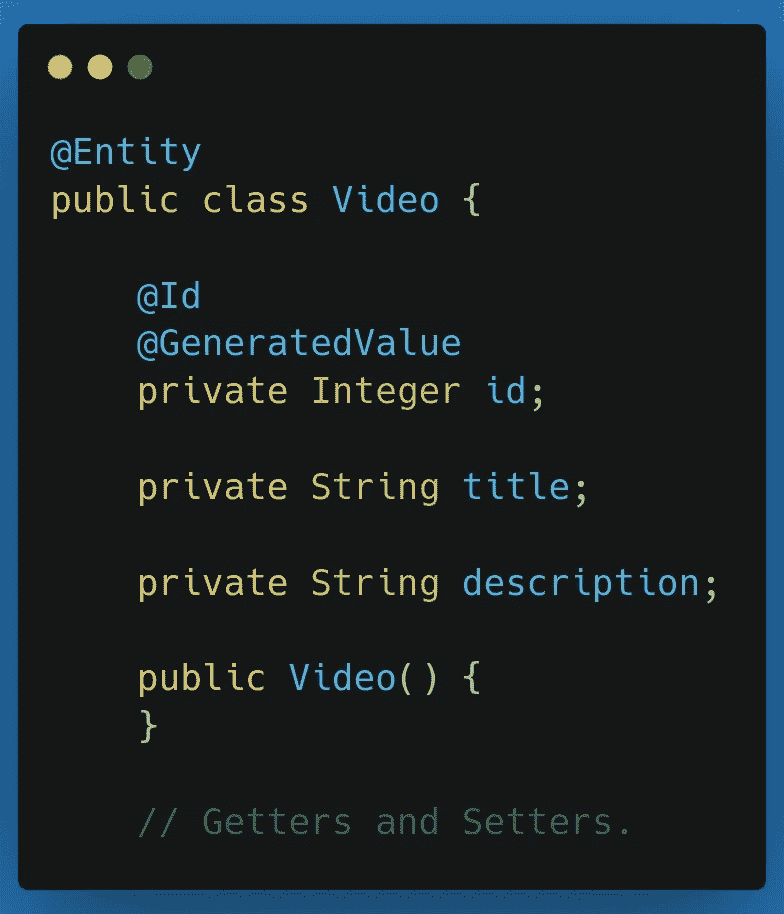 @Entity
public class Video {
@Id
@GeneratedValue
private Integer id;
private String title;
private String description;
public Video() {
}
// Getters and Setters.